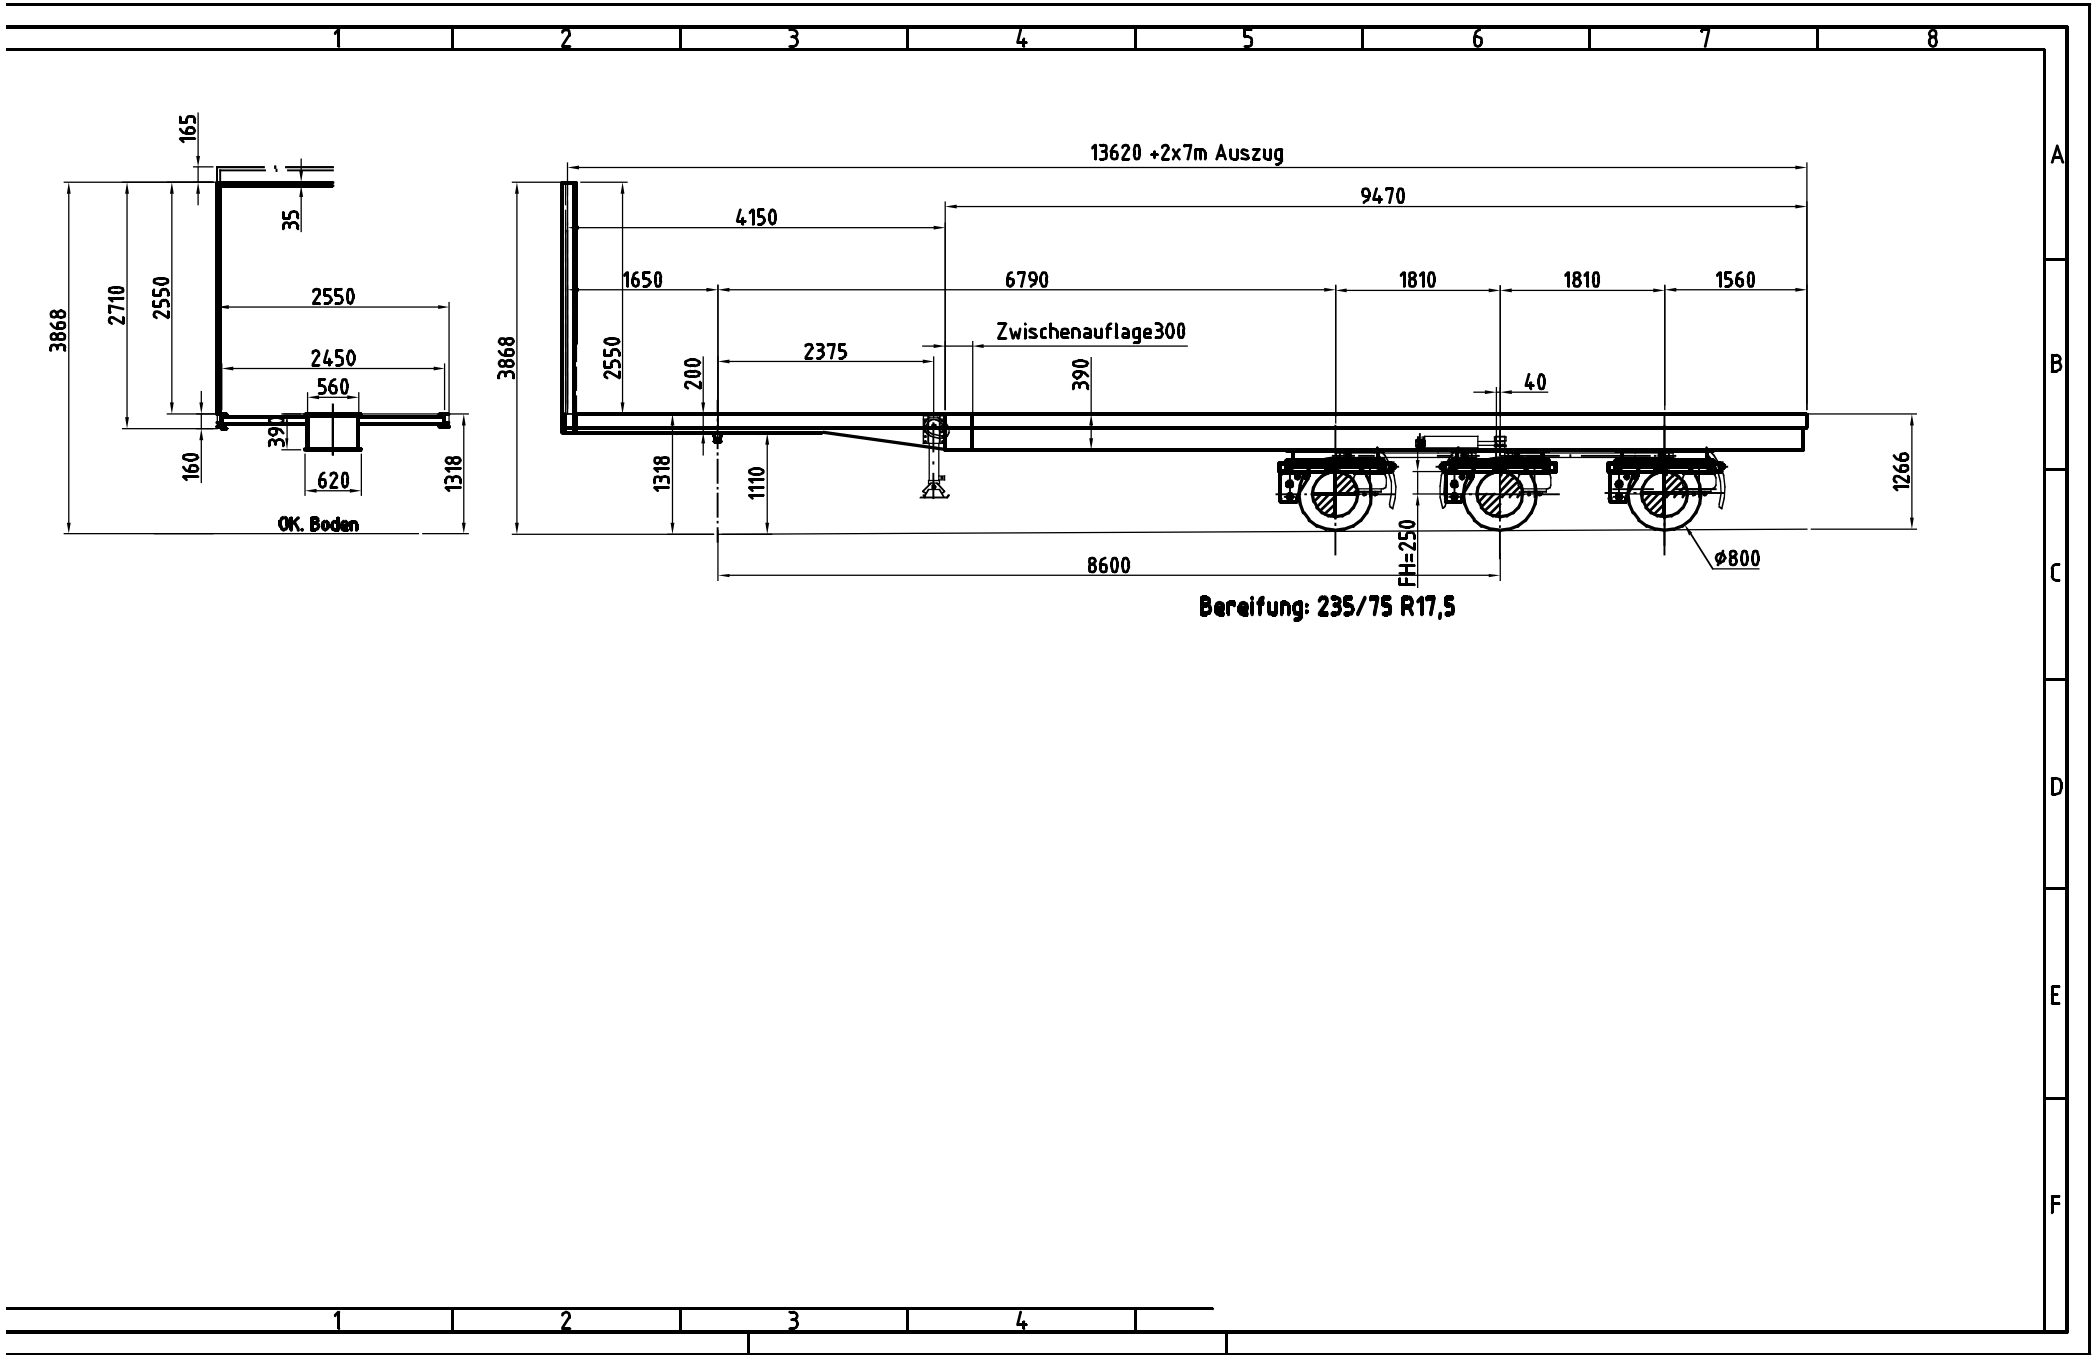 1 2 3 4 5 6 7 8
A
B
C
D
E
F
165
3868
2710
2550
35
2550
2450
560
390
160
620
1318
OK. Boden
13620 +2x7m Auszug
9470
4150
1650
6790
1810
1810
1560
Zwischenauflage300
2375
3868
2550
200
390
40
1318
1110
1266
FH=250
8600
ø800
Bereifung: 235/75 R17,5
1 2 3 4